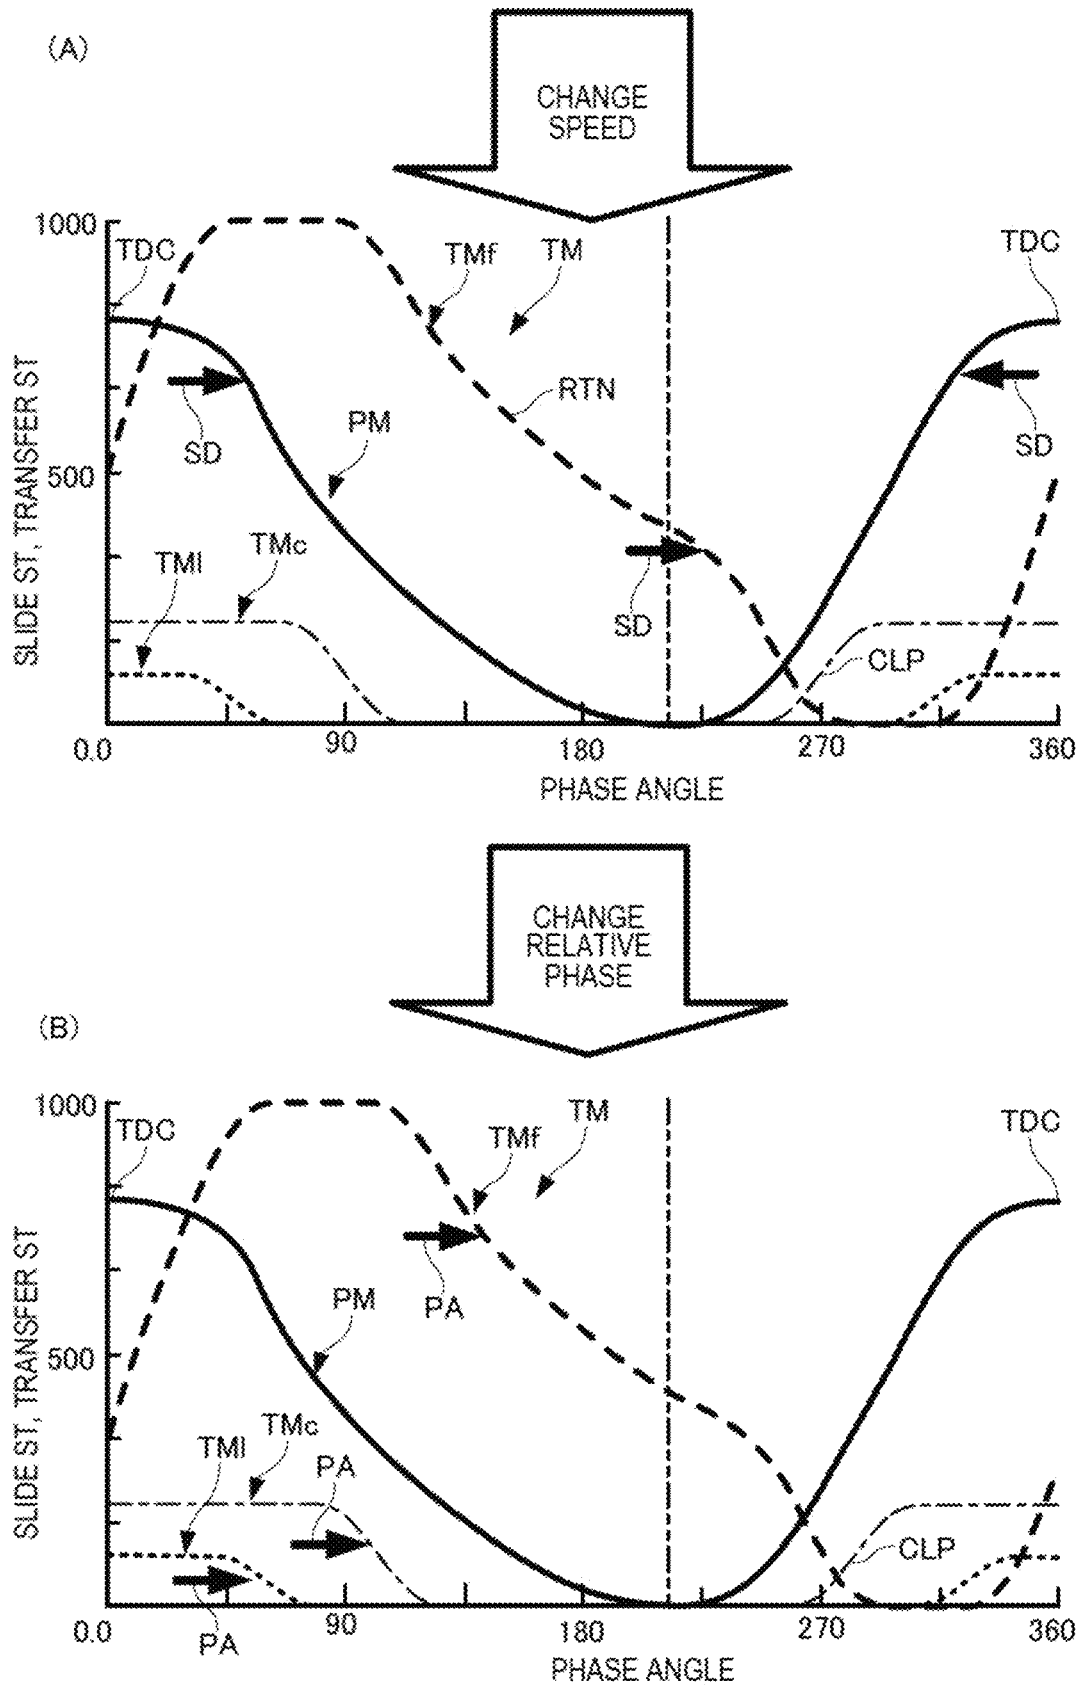 (A)
CHANGE
SPEED
1000
TDC
TMf
TM
TDC
RTN
SD
PM
SD
500
TMl
TMc
SD
CLP
SLIDE ST, TRANSFER ST
0.0
90
180
270
360
PHASE ANGLE
CHANGE
RELATIVE
PHASE
(B)
1000
TDC
TMf
TM
TDC
PA
PM
500
TMl
TMc
PA
CLP
SLIDE ST, TRANSFER ST
0.0
PA
90
180
270
360
PHASE ANGLE